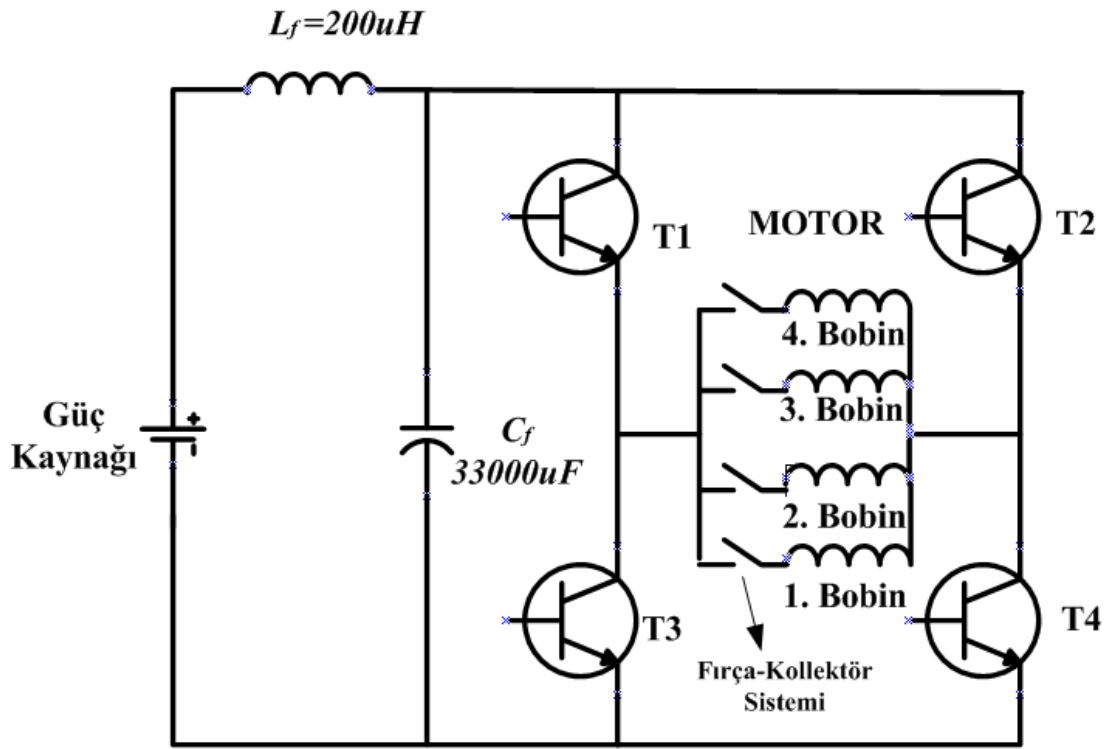 Lf=200uH
T1
MOTOR
T2
4. Bobin
3. Bobin
Güç
Kaynağı
Cf
33000uF
2. Bobin
1. Bobin
T3
T4
Fırça-Kollektör
Sistemi